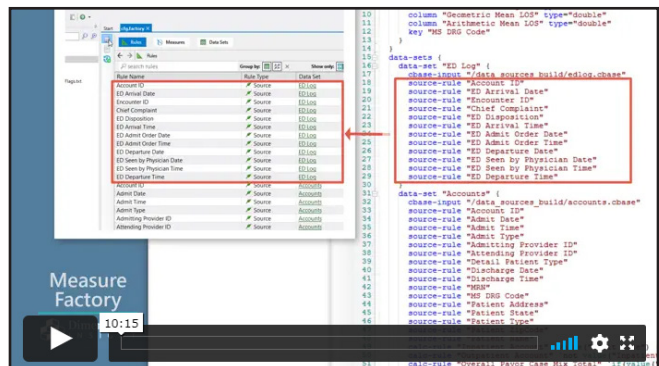 Start
cfg.factory
Rules
Measures
Data Sets
Rules
search rules
Group by:
Show only:
Rule Name Rule Type Data Set
Account ID Source ED Log
ED Arrival Date Source ED Log
Encounter ID Source ED Log
Chief Complaint Source ED Log
ED Disposition Source ED Log
ED Arrival Time Source ED Log
ED Admit Order Date Source ED Log
ED Admit Order Time Source ED Log
ED Departure Date Source ED Log
ED Seen by Physician Date Source ED Log
ED Seen by Physician Time Source ED Log
ED Departure Time Source ED Log
Account ID Source Accounts
Admit Date Source Accounts
Admit Time Source Accounts
Admit Type Source Accounts
Admitting Provider ID Source Accounts
Attending Provider ID Source Accounts
flags.txt
10 column "Geometric Mean LOS" type="double"
11 column "Arithmetic Mean LOS" type="double"
12 key "MS DRG Code"
13 }
14 }
15 data-sets {
16 data-set "ED Log" {
17 cbase-input "/data_sources_build/edlog.cbase"
18 source-rule "Account ID"
19 source-rule "ED Arrival Date"
20 source-rule "Encounter ID"
21 source-rule "Chief Complaint"
22 source-rule "ED Disposition"
23 source-rule "ED Arrival Time"
source-rule "ED Admit Order Date"
25 source-rule "ED Admit Order Time"
26 source-rule "ED Departure Date"
27 source-rule "ED Seen by Physician Date"
28 source-rule "ED Seen by Physician Time"
29 source-rule "ED Departure Time"
30 }
31 data-set "Accounts" {
32 cbase-input "/data_sources_build/accounts.cbase"
33 source-rule "Account ID"
34 source-rule "Admit Date"
35 source-rule "Admit Time"
36 source-rule "Admit Type"
37 source-rule "Admitting Provider ID"
38 source-rule "Attending Provider ID"
39 source-rule "Detail Patient Type"
40 source-rule "Discharge Date"
41 source-rule "Discharge Time"
42 source-rule "MRN"
43 source-rule "MS DRG Code"
44 source-rule "Patient Address"
45 source-rule "Patient State"
46 source-rule "Patient Type"
51 calc-rule "Overall Payor Case Mix Total"
Measure
Factory
10:15